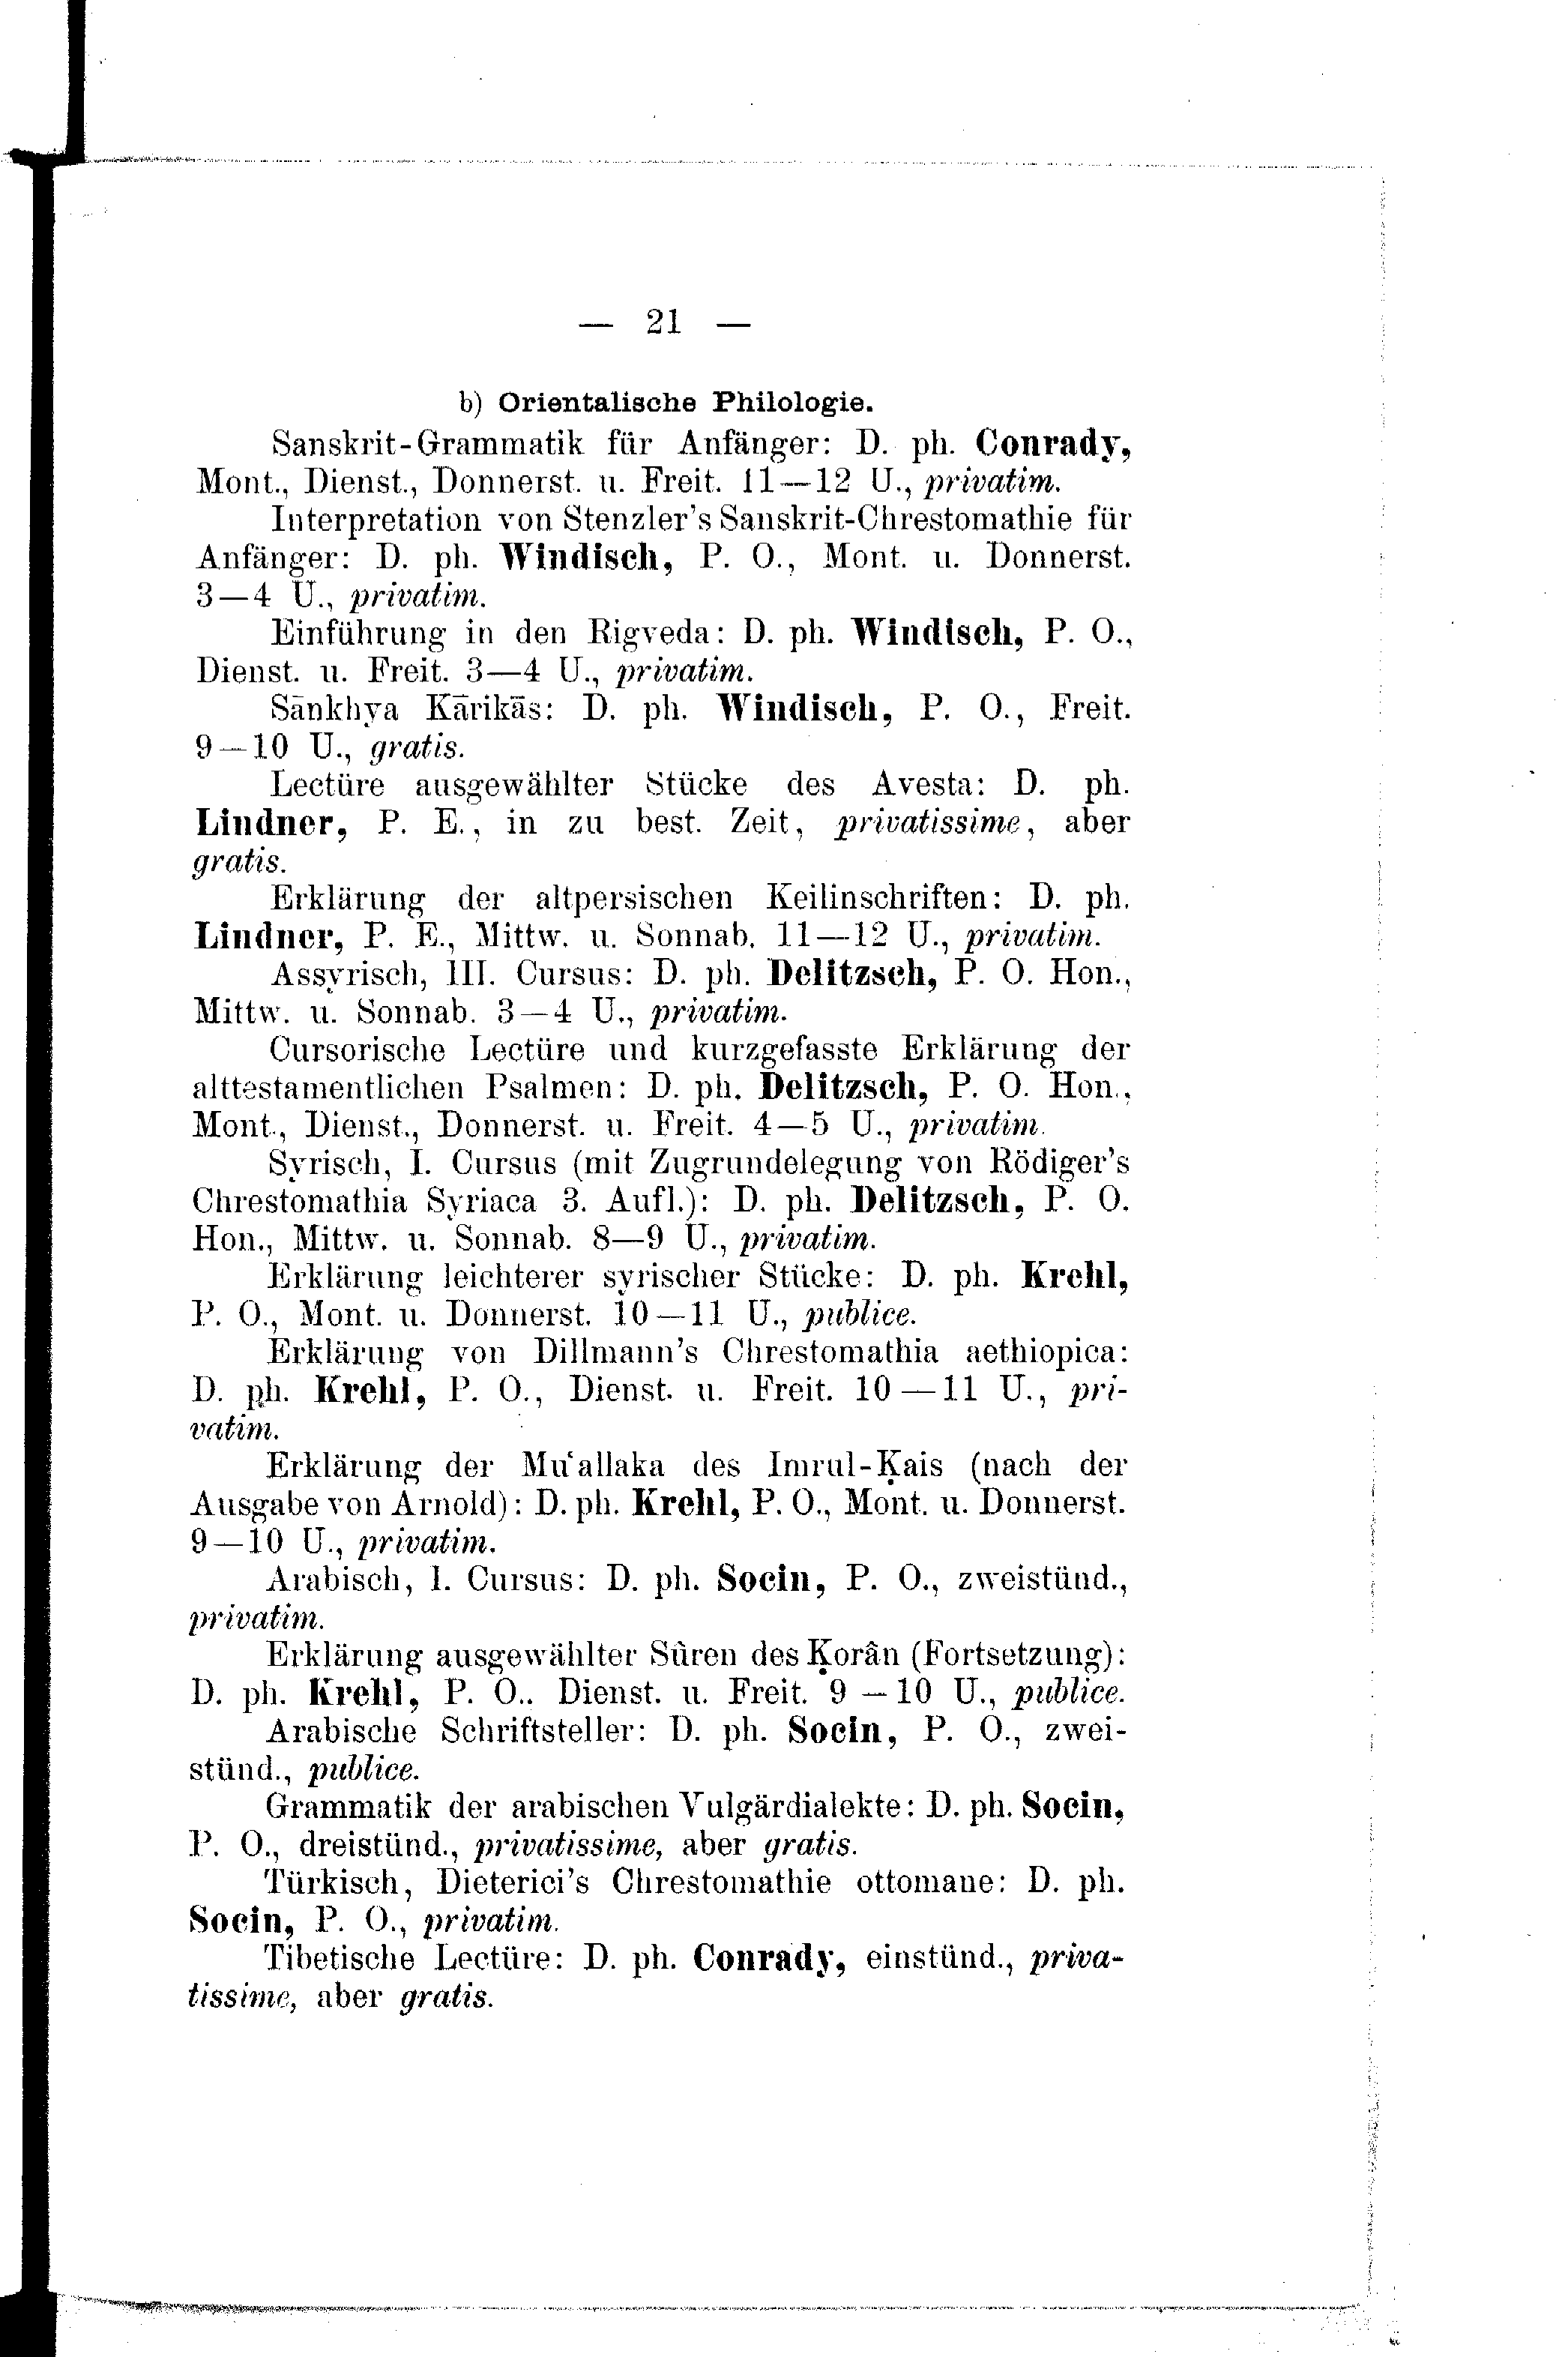 — 21 —
b) Orientalische Philologie.
Sanskrit-Grammatik für Anfänger: D. ph. Conrady,
Mont., Dienst., Donnerst. u. Freit. 11—12 U., privatim.
Interpretation von Stenzler's Sanskrit-Chrestomathie für
Anfänger: D. ph. Windisch, P. O., Mont. u. Donnerst.
3—4 U., privatim.
Einführung in den Rigveda: D. ph. Windisch, P. O.,
Dienst. u. Freit. 3—4 U., privatim.
Sānkhya Kārikās: D. ph. Windisch, P. O., Freit.
9—10 U., gratis.
Lectüre ausgewählter Stücke des Avesta: D. ph.
Lindner, P. E., in zu best. Zeit, privatissime, aber
gratis.
Erklärung der altpersischen Keilinschriften: D. ph.
Lindner, P. E., Mittw. u. Sonnab. 11—12 U., privatim.
Assyrisch, III. Cursus: D. ph. Delitzsch, P. O. Hon.,
Mittw. u. Sonnab. 3—4 U., privatim.
Cursorische Lectüre und kurzgefasste Erklärung der
alttestamentlichen Psalmen: D. ph. Delitzsch, P. O. Hon.,
Mont., Dienst., Donnerst. u. Freit. 4—5 U., privatim.
Syrisch, I. Cursus (mit Zugrundelegung von Rödiger's
Chrestomathia Syriaca 3. Aufl.): D. ph. Delitzsch, P. O.
Hon., Mittw. u. Sonnab. 8—9 U., privatim.
Erklärung leichterer syrischer Stücke: D. ph. Krehl,
P. O., Mont. u. Donnerst. 10—11 U., publice.
Erklärung von Dillmann's Chrestomathia aethiopica:
D. ph. Krehl, P. O., Dienst. u. Freit. 10—11 U., pri-
vatim.
Erklärung der Mu‘allaka des Imrul-Ḳais (nach der
Ausgabe von Arnold): D. ph. Krehl, P. O., Mont. u. Donnerst.
9—10 U., privatim.
Arabisch, I. Cursus: D. ph. Socin, P. O., zweistünd.,
privatim.
Erklärung ausgewählter Sûren des Ḳorân (Fortsetzung):
D. ph. Krehl, P. O.. Dienst. u. Freit. 9—10 U., publice.
Arabische Schriftsteller: D. ph. Socin, P. O., zwei-
stünd., publice.
Grammatik der arabischen Vulgärdialekte: D. ph. Socin,
P. O., dreistünd., privatissime, aber gratis.
Türkisch, Dieterici's Chrestomathie ottomane: D. ph.
Socin, P. O., privatim.
Tibetische Lectüre: D. ph. Conrady, einstünd., priva-
tissime, aber gratis.